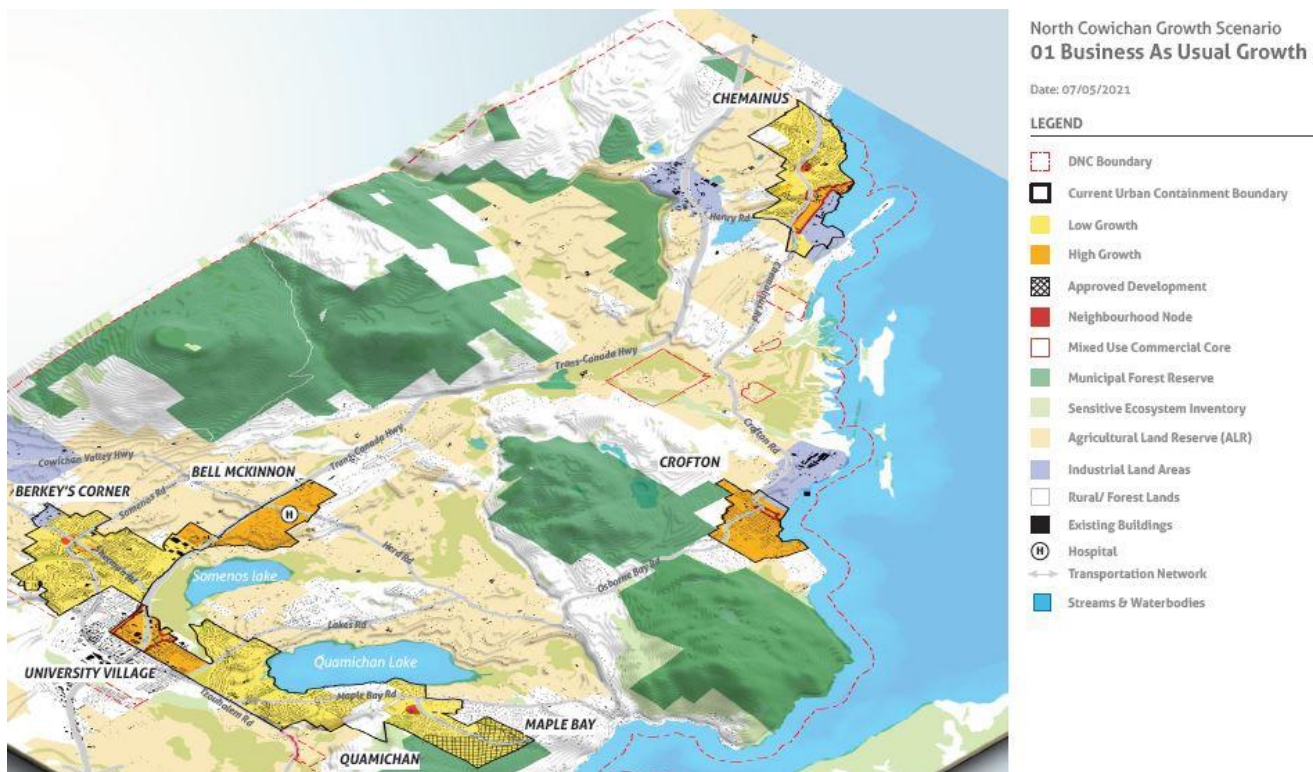 North Cowichan Growth Scenario
01 Business As Usual Growth
Date: 07/05/2021
LEGEND
DNC Boundary
Current Urban Containment Boundary
Low Growth
High Growth
Approved Development
Neighbourhood Node
Mixed Use Commercial Core
Municipal Forest Reserve
Sensitive Ecosystem Inventory
Agricultural Land Reserve (ALR)
Industrial Land Areas
Rural/ Forest Lands
Existing Buildings
H
Hospital
Transportation Network
Streams & Waterbodies
CHEMAINUS
Henry Rd
Chemainus Rd
Trans-Canada Hwy
Crofton Rd
CROFTON
Trans-Canada Hwy
Cowichan Valley Hwy
BELL MCKINNON
BERKEY'S CORNER
Somenos Rd
H
Herd Rd
Somenos lake
Osborne Bay Rd
Lakes Rd
Quamichan Lake
UNIVERSITY VILLAGE
Maple Bay Rd
Tzouhalem Rd
MAPLE BAY
QUAMICHAN